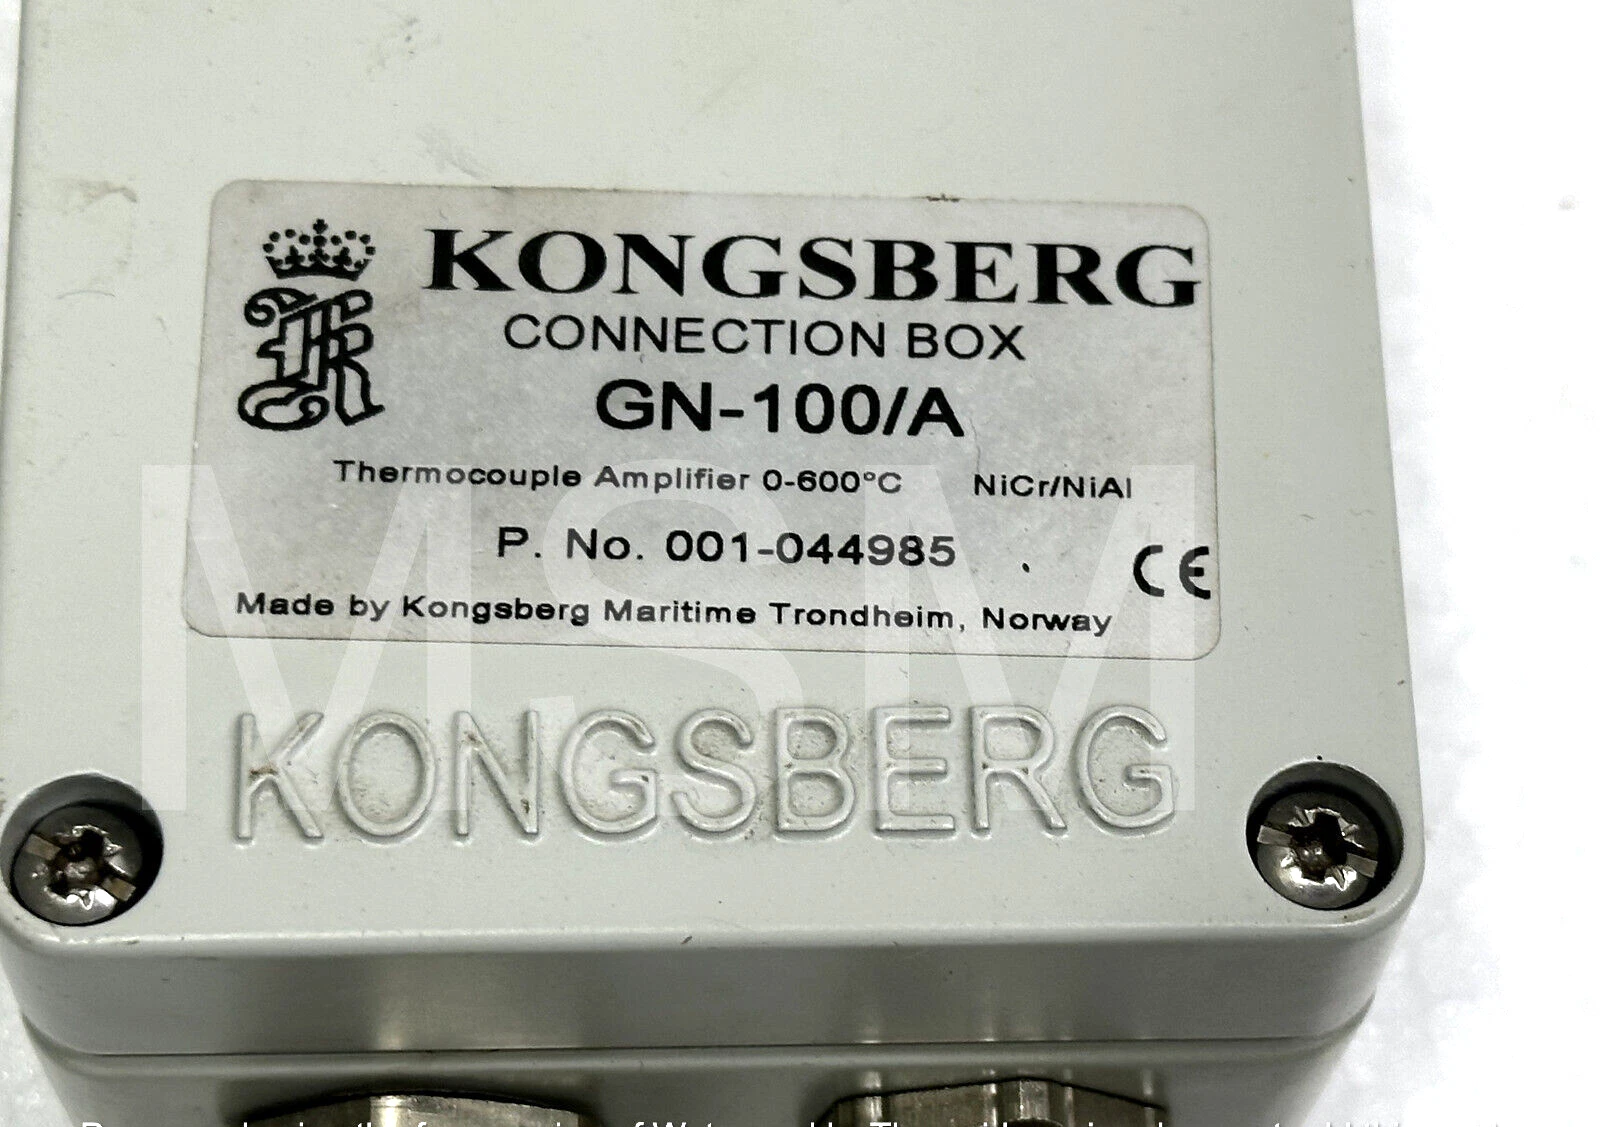 KONGSBERG
CONNECTION BOX
GN-100/A
Thermocouple Amplifier 0-600°C NiCr/NiAl
P. No. 001-044985
CE
Made by Kongsberg Maritime Trondheim, Norway
MSM
KONGSBERG